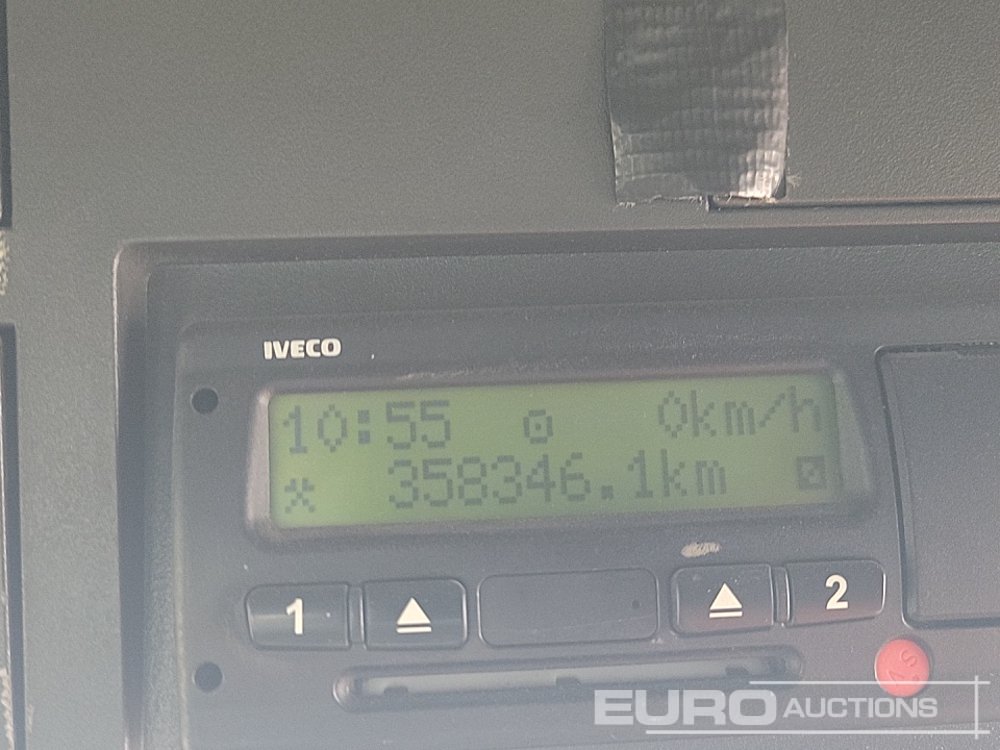 IVECO
10:55 0km/h
358346.1km
1 2
EURO AUCTIONS